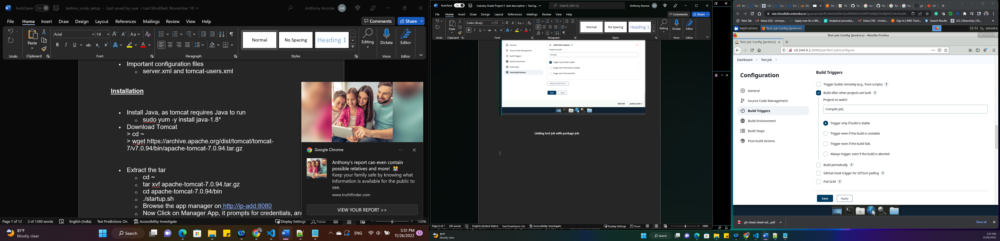 AutoSave On Jenkins_node_setup - Last saved by user • Last Modified: November 18 Anthony Asonze AA
File Home Insert Draw Design Layout References Mailings Review View Help Comments Share
Paste Arial 14 Aa Normal No Spacing Heading 1 Editing Dictate Editor
Undo Clipboard Font Paragraph Styles Voice Editor
• Important configuration files
o server.xml and tomcat-users.xml
Installation
• Install Java, as tomcat requires Java to run
o sudo yum -y install java-1.8*
• Download Tomcat
> cd ~
> wget https://archive.apache.org/dist/tomcat/tomcat-
7/v7.0.94/bin/apache-tomcat-7.0.94.tar.gz
• Extract the tar
o cd ~
o tar xvf apache-tomcat-7.0.94.tar.gz
o cd apache-tomcat-7.0.94/bin
o ./startup.sh
o Browse the app manager on http://ip-add:8080
o Now Click on Manager App, it prompts for credentials, an
Google Chrome
Anthony's report can even contain
possible relatives and more!
Keep your family safe by knowing what
information is available for the public to
see.
www.truthfinder.com
VIEW YOUR REPORT >>
Page 7 of 12 2 of 1380 words English (India) Text Predictions: On Accessibility: Investigate Display Settings Focus 100%
81°F
Mostly clear
Search
ENG
5:51 PM
11/26/2022
12
AutoSave On Industry Grade Project II task description • Saving... Search (Alt+Q) Anthony Asonze AA
File Home Insert Draw Design Layout References Mailings Review View Help Comments Share
Paste Calibri (Body) 11 Aa Normal No Spacing Heading 1 Editing Dictate Editor
Undo Clipboard Font Paragraph Styles Voice Editor
General
Source Code Management
Build Triggers
Build Environment
Build Steps
Post-build Actions
Build other projects ?
Projects to build
Test-job
Trigger only if build is stable
Trigger even if the build is unstable
Trigger even if the build fails
Add post-build action
Save Apply
REST API Jenkins 2.361.1
Linking test job with package job
Page 6 of 7 205 words English (United States) Text Predictions: On Accessibility: Investigate Display Settings Focus 100%
81°F
Mostly clear
Search
wai.cloudlabs.edureka.co/guacamole/#/client/
New Tab Inbox (32) - emmya... Apply now for a WE... Analytical procedur... Inbox (16) - christo... Sign In | AWS Traini... Search Results U.S. Citizenship | US...
Applications Test-job Config [Jenkins]... 22:51 edureka
Test-job Config [Jenkins] - Mozilla Firefox
Test-job Config [Jenkins]
10.244.0.1:8080/job/Test-job/configure
Dashboard Test-job
Configuration
General
Source Code Management
Build Triggers
Build Environment
Build Steps
Post-build Actions
Build Triggers
Trigger builds remotely (e.g., from scripts) ?
Build after other projects are built ?
Projects to watch
Compile-job,
Trigger only if build is stable
Trigger even if the build is unstable
Trigger even if the build fails
Always trigger, even if the build is aborted
Build periodically ?
GitHub hook trigger for GITScm polling ?
Poll SCM ?
Save Apply
git-cheat-sheet-ed....pdf Show all
5:51 PM
11/26/2022